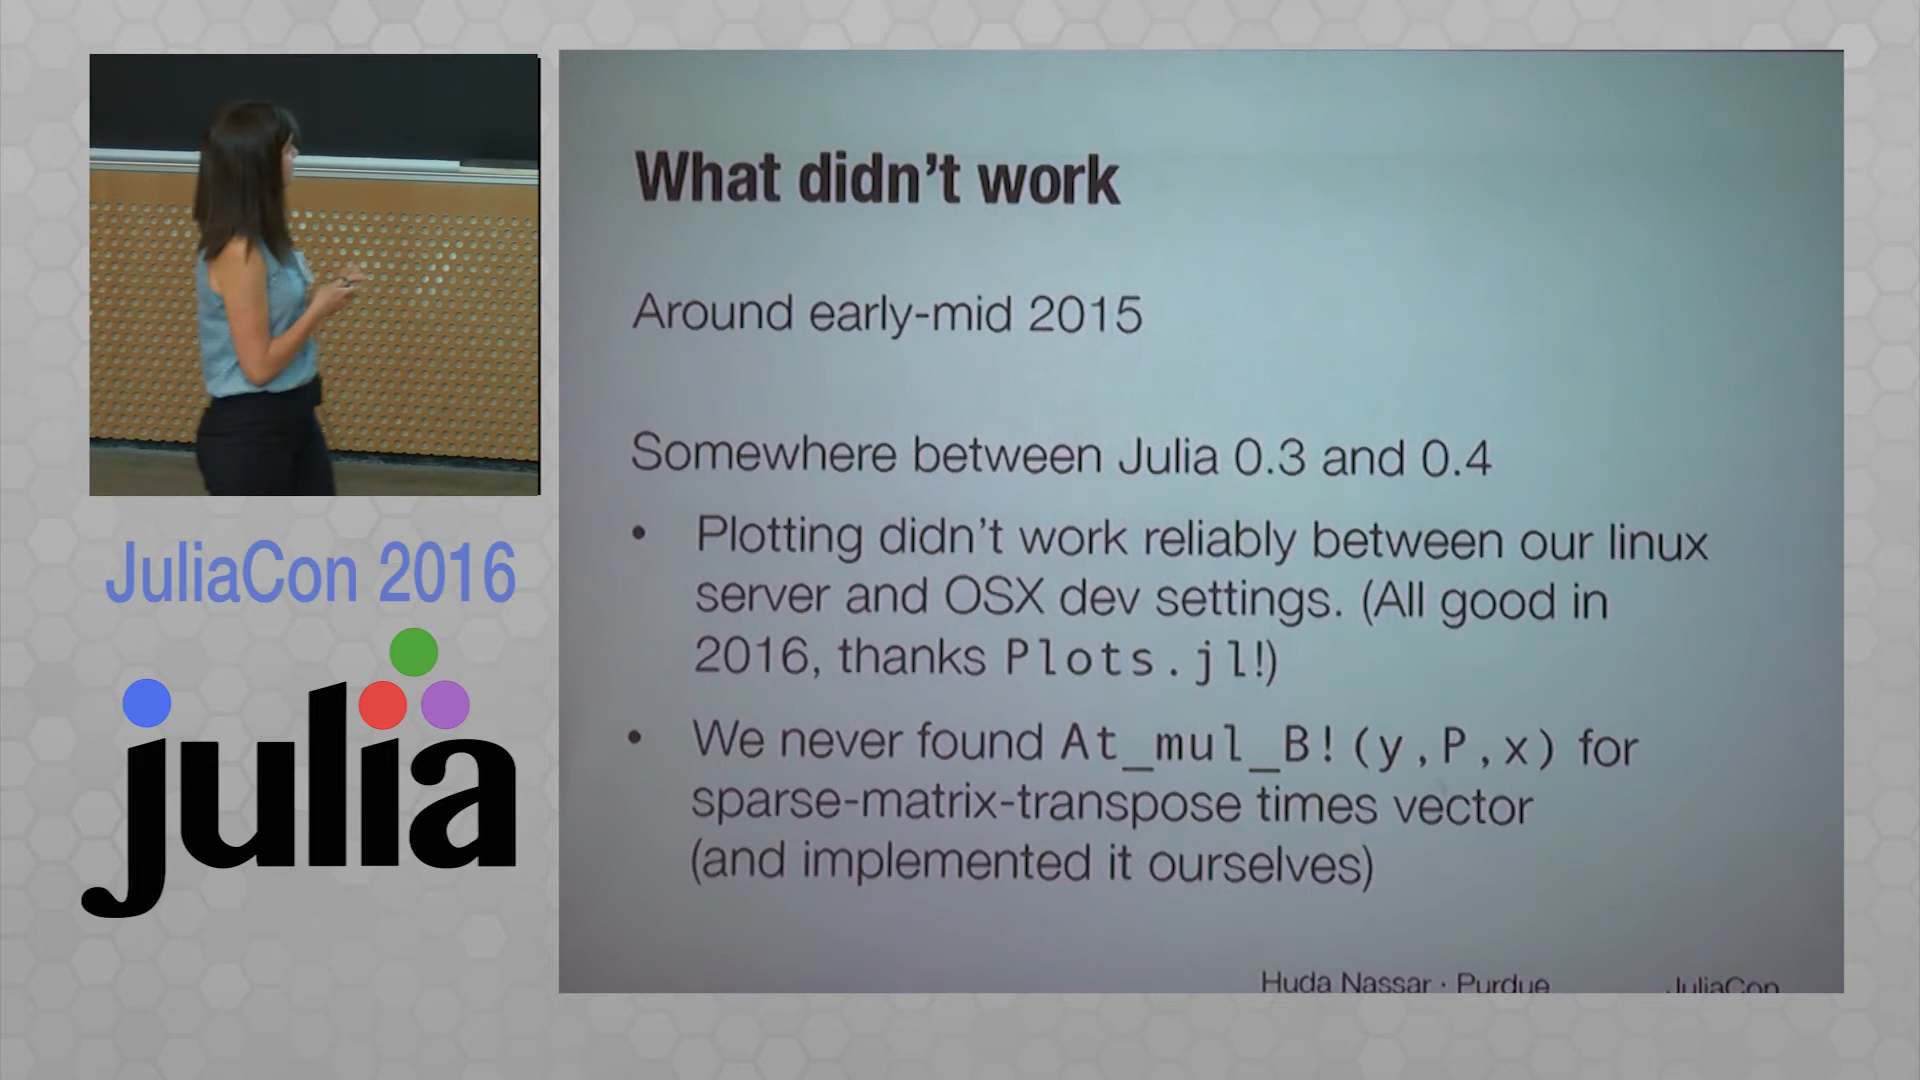 JuliaCon 2016
julia
What didn't work
Around early-mid 2015
Somewhere between Julia 0.3 and 0.4
• Plotting didn't work reliably between our linux
server and OSX dev settings. (All good in
2016, thanks Plots.jl!)
• We never found At_mul_B!(y,P,x) for
sparse-matrix-transpose times vector
(and implemented it ourselves)
Huda Nassar · Purdue
JuliaCon